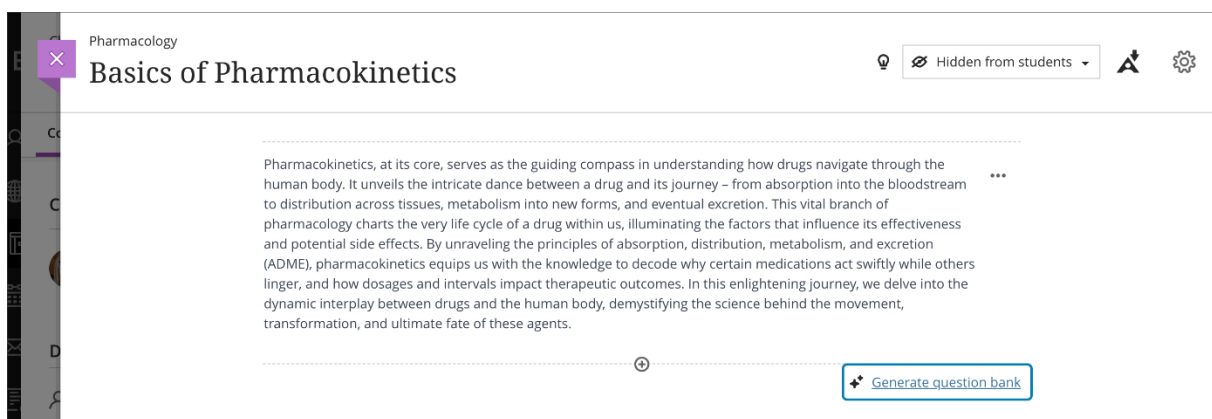 Pharmacology
Basics of Pharmacokinetics
Hidden from students
Pharmacokinetics, at its core, serves as the guiding compass in understanding how drugs navigate through the
human body. It unveils the intricate dance between a drug and its journey – from absorption into the bloodstream
to distribution across tissues, metabolism into new forms, and eventual excretion. This vital branch of
pharmacology charts the very life cycle of a drug within us, illuminating the factors that influence its effectiveness
and potential side effects. By unraveling the principles of absorption, distribution, metabolism, and excretion
(ADME), pharmacokinetics equips us with the knowledge to decode why certain medications act swiftly while others
linger, and how dosages and intervals impact therapeutic outcomes. In this enlightening journey, we delve into the
dynamic interplay between drugs and the human body, demystifying the science behind the movement,
transformation, and ultimate fate of these agents.
Generate question bank